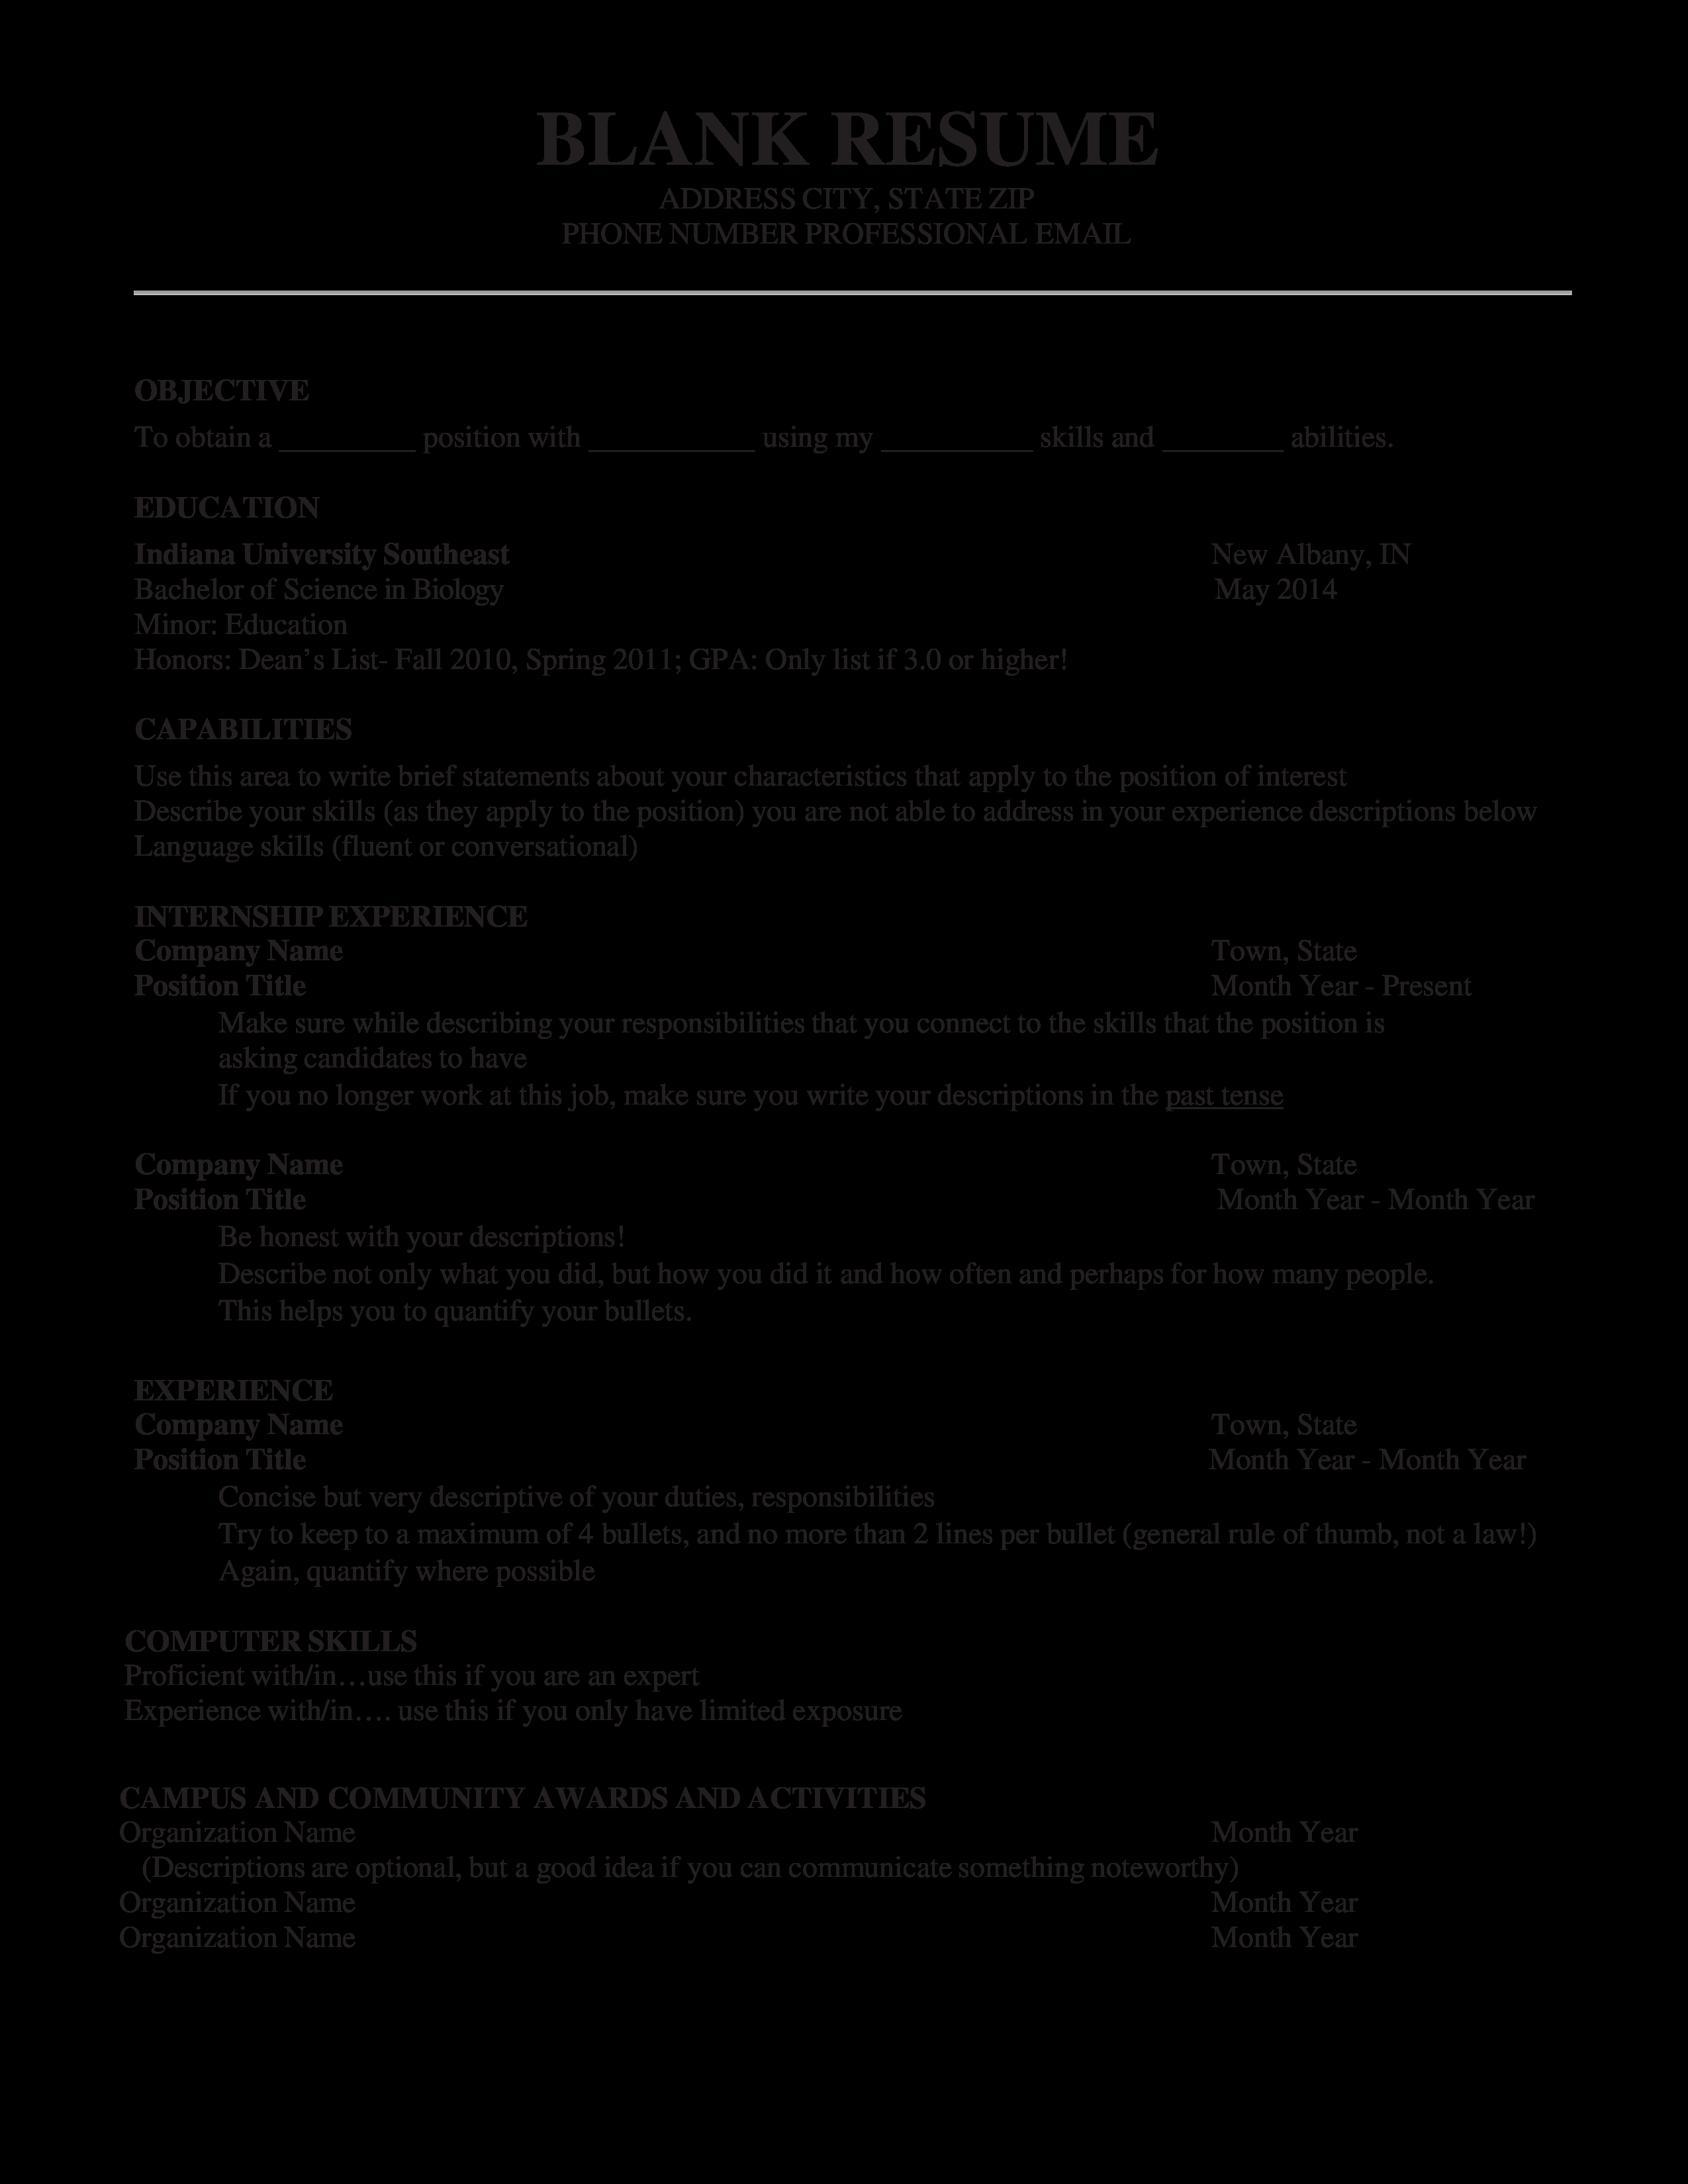 BLANK RESUME
ADDRESS CITY, STATE ZIP
PHONE NUMBER PROFESSIONAL EMAIL
OBJECTIVE
To obtain a _________ position with ___________ using my __________ skills and ________ abilities.
EDUCATION
Indiana University Southeast New Albany, IN
Bachelor of Science in Biology May 2014
Minor: Education
Honors: Dean’s List- Fall 2010, Spring 2011; GPA: Only list if 3.0 or higher!
CAPABILITIES
Use this area to write brief statements about your characteristics that apply to the position of interest
Describe your skills (as they apply to the position) you are not able to address in your experience descriptions below
Language skills (fluent or conversational)
INTERNSHIP EXPERIENCE
Company Name Town, State
Position Title Month Year - Present
Make sure while describing your responsibilities that you connect to the skills that the position is
asking candidates to have
If you no longer work at this job, make sure you write your descriptions in the past tense
Company Name Town, State
Position Title Month Year - Month Year
Be honest with your descriptions!
Describe not only what you did, but how you did it and how often and perhaps for how many people.
This helps you to quantify your bullets.
EXPERIENCE
Company Name Town, State
Position Title Month Year - Month Year
Concise but very descriptive of your duties, responsibilities
Try to keep to a maximum of 4 bullets, and no more than 2 lines per bullet (general rule of thumb, not a law!)
Again, quantify where possible
COMPUTER SKILLS
Proficient with/in…use this if you are an expert
Experience with/in…. use this if you only have limited exposure
CAMPUS AND COMMUNITY AWARDS AND ACTIVITIES
Organization Name Month Year
(Descriptions are optional, but a good idea if you can communicate something noteworthy)
Organization Name Month Year
Organization Name Month Year